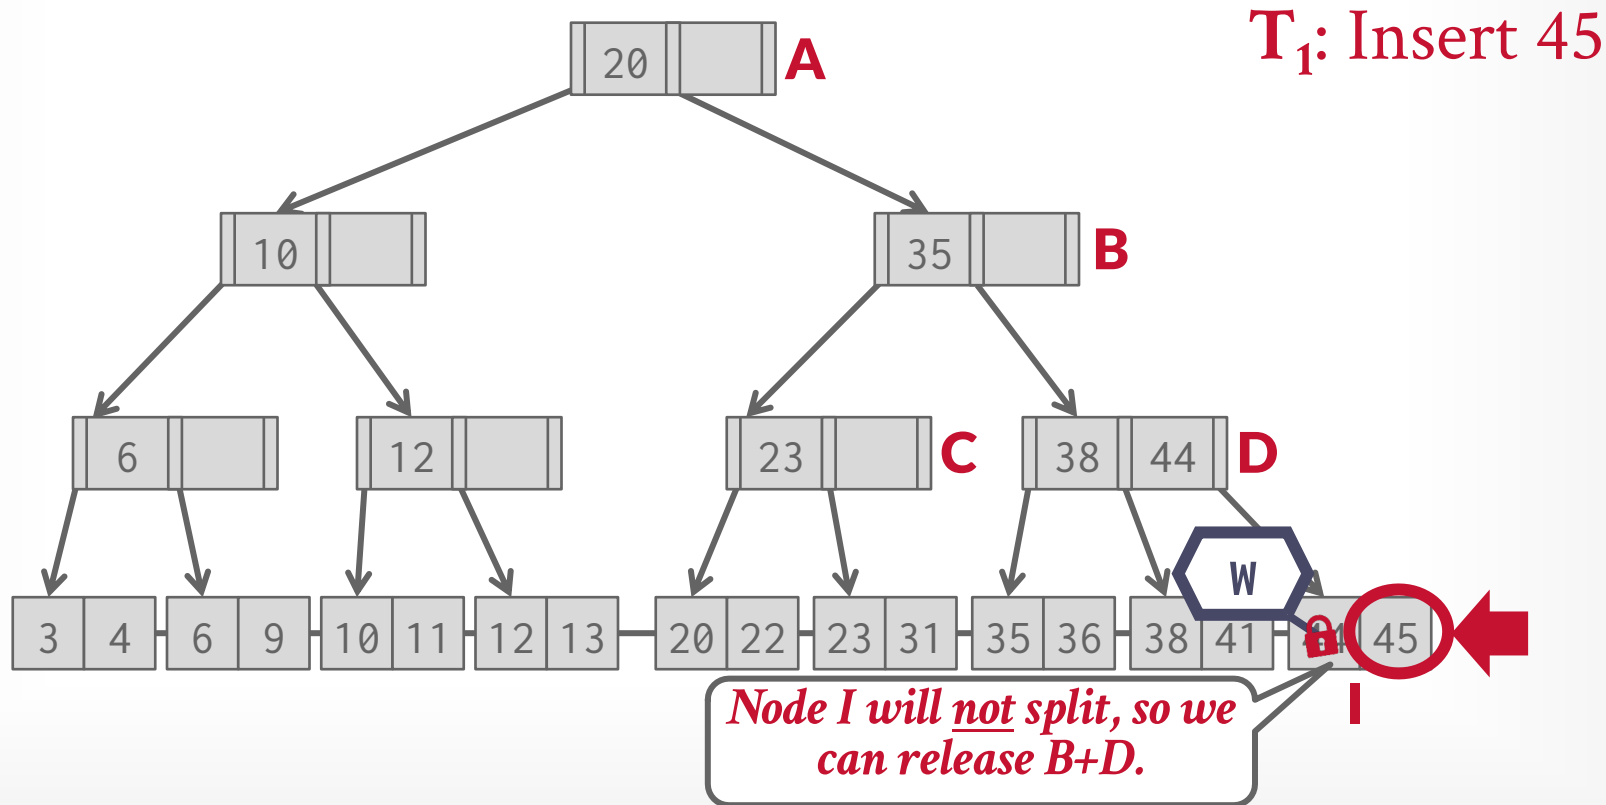 T1: Insert 45
20 A
10 35 B
6 12 23 C 38 44 D
W
3 4 6 9 10 11 12 13 20 22 23 31 35 36 38 41 45
I
Node I will not split, so we
can release B+D.